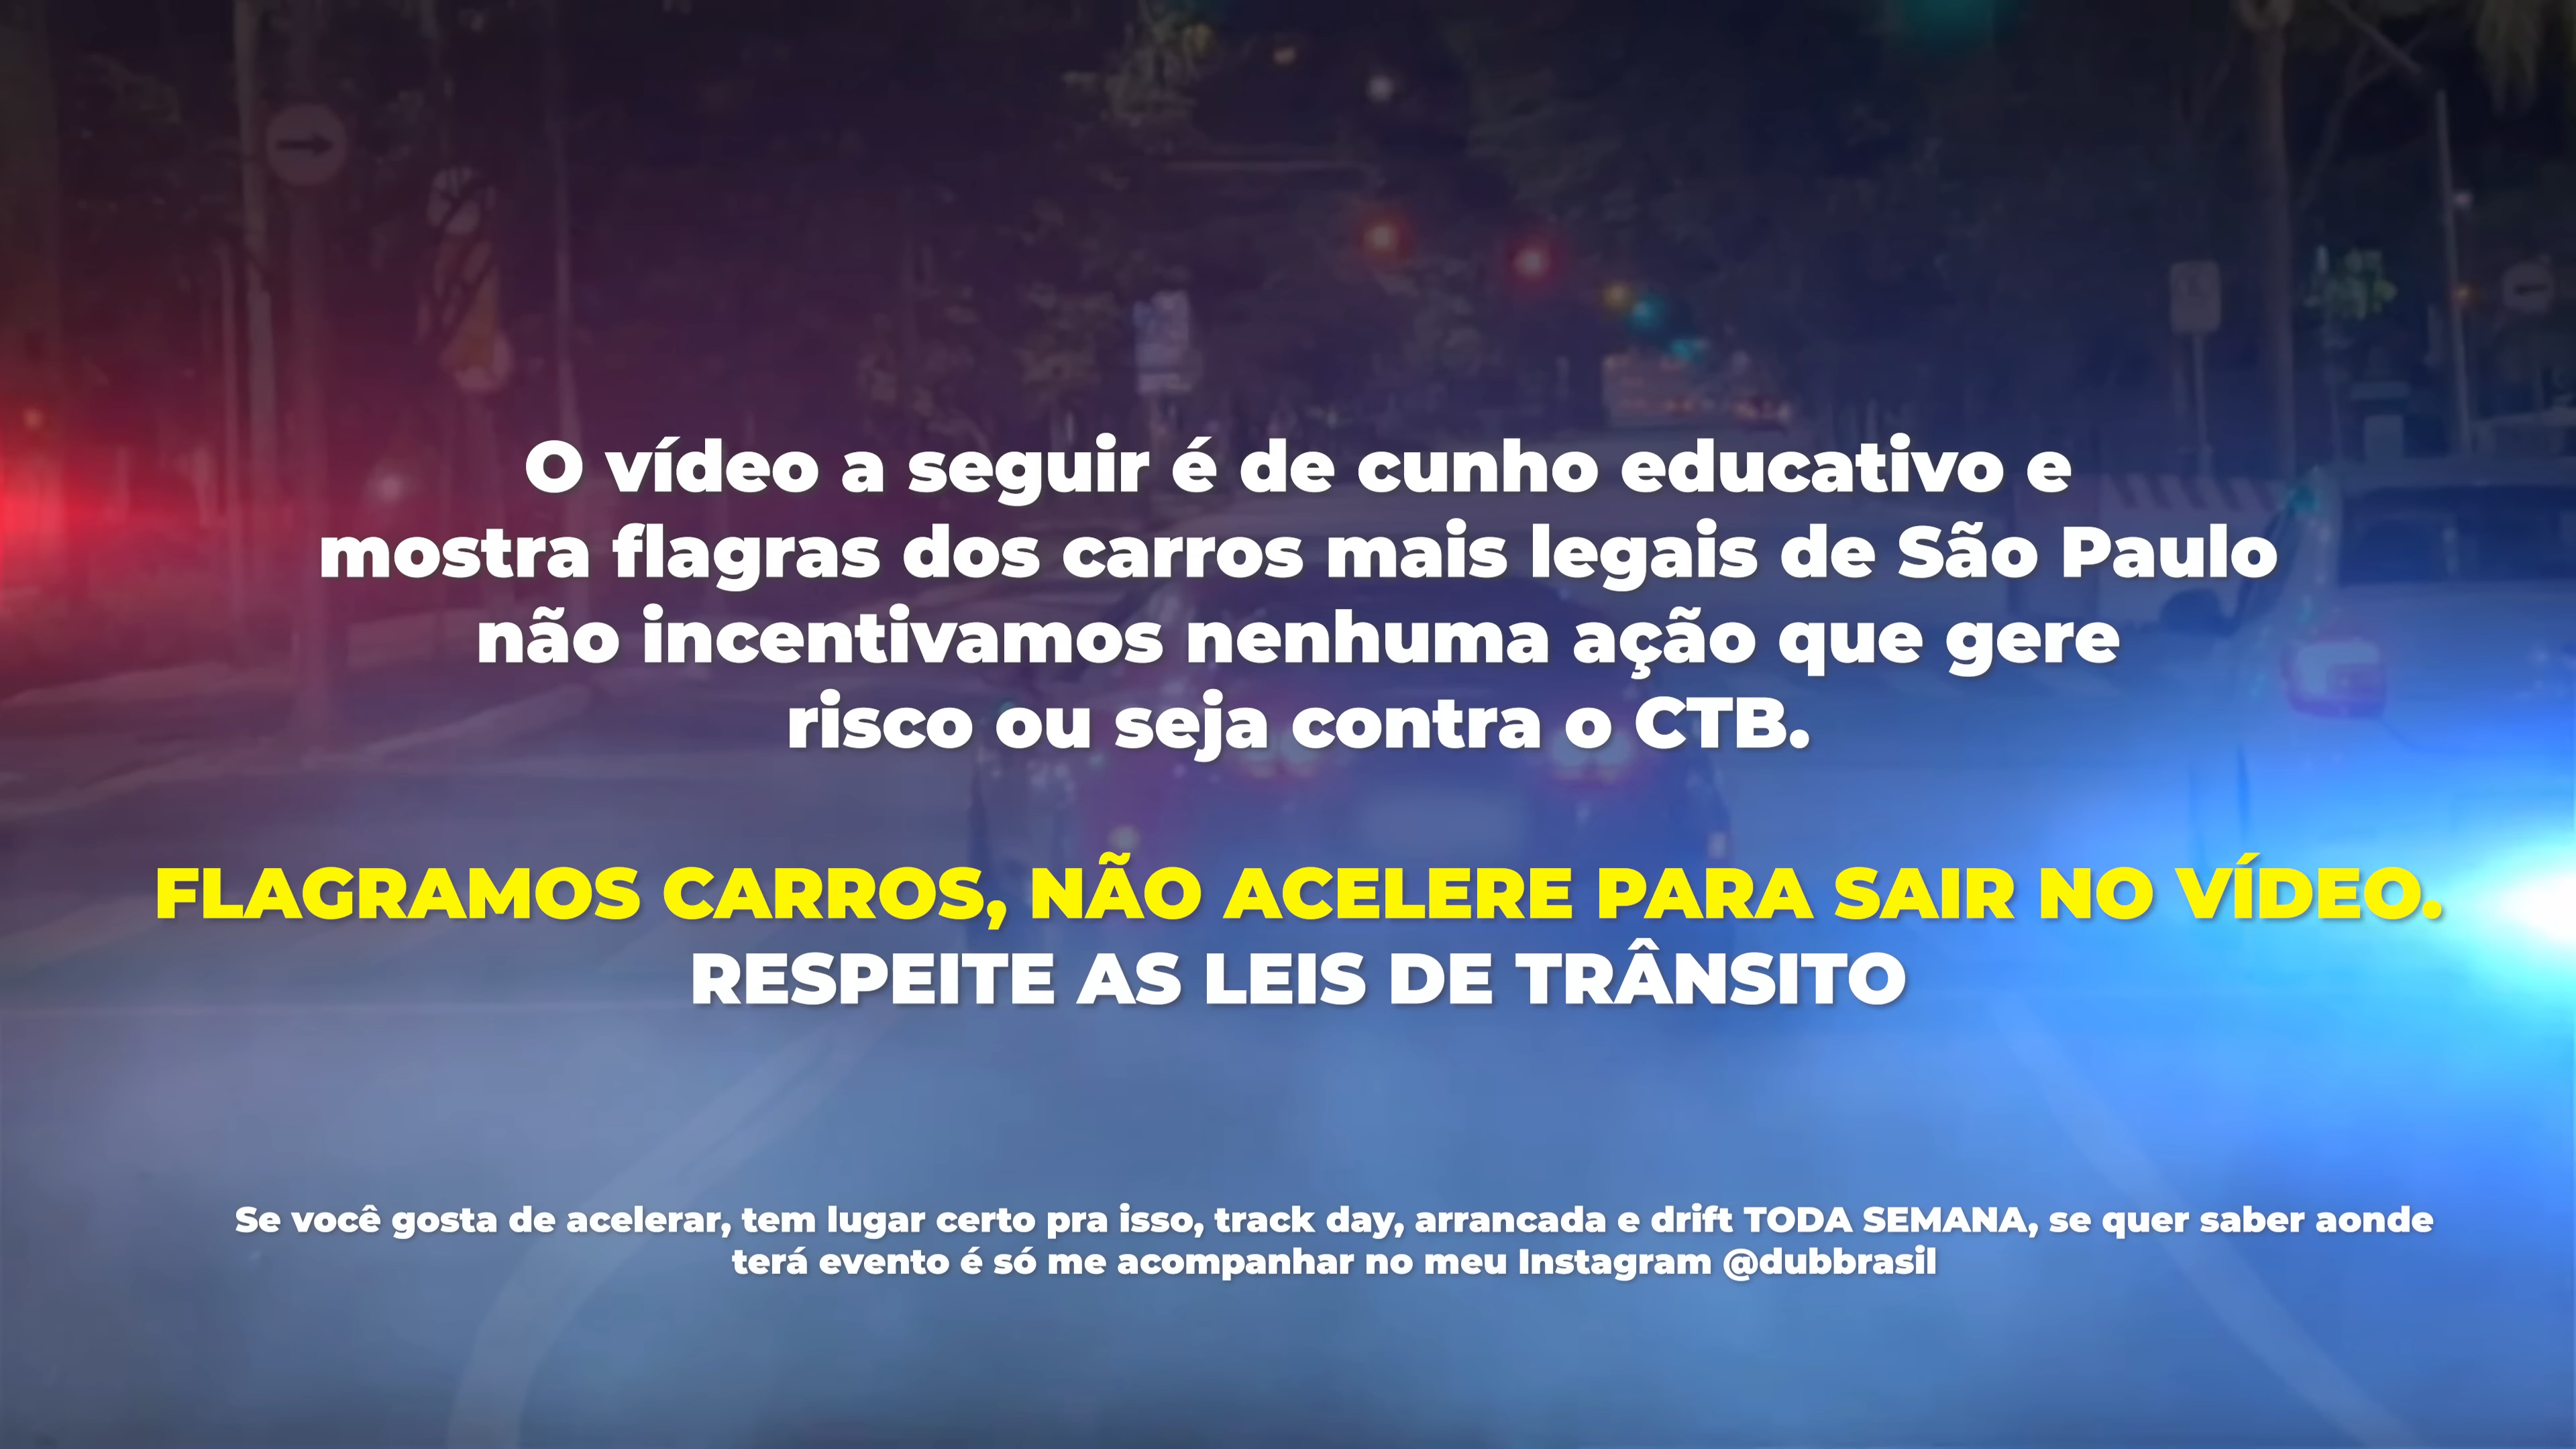 O vídeo a seguir é de cunho educativo e
mostra flagras dos carros mais legais de São Paulo
não incentivamos nenhuma ação que gere
risco ou seja contra o CTB.
FLAGRAMOS CARROS, NÃO ACELERE PARA SAIR NO VÍDEO.
RESPEITE AS LEIS DE TRÂNSITO
Se você gosta de acelerar, tem lugar certo pra isso, track day, arrancada e drift TODA SEMANA, se quer saber aonde
terá evento é só me acompanhar no meu Instagram @dubbrasil